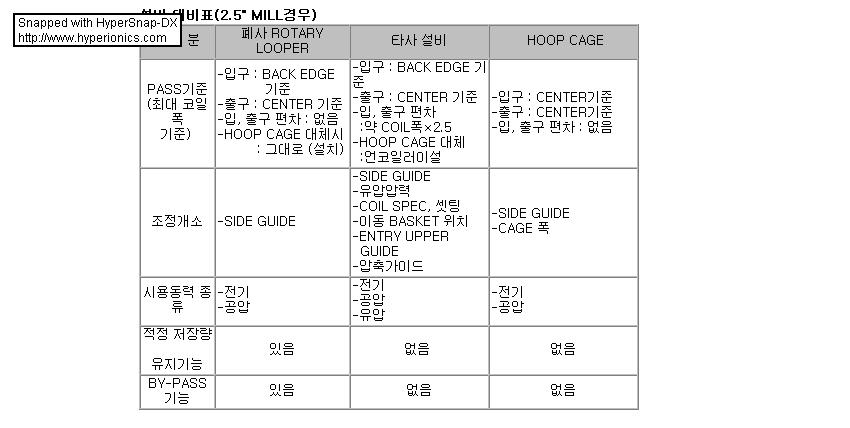 Snapped with HyperSnap-DX
http://www.hyperionics.com
대비표(2.5" MILL경우)
분
폐사 ROTARY
LOOPER
타사 설비
HOOP CAGE
PASS기준
(최대 코일
폭
기준)
-입구 : BACK EDGE
기준
-출구 : CENTER 기준
-입, 출구 편차 : 없음
-HOOP CAGE 대체시
: 그대로 (설치)
-입구 : BACK EDGE 기
준
-출구 : CENTER 기준
-입, 출구 편차
:약 COIL폭×2.5
-HOOP CAGE 대체
:언코일러이설
-입구 : CENTER기준
-출구 : CENTER기준
-입, 출구 편차 : 없음
조정개소
-SIDE GUIDE
-SIDE GUIDE
-유압압력
-COIL SPEC, 셋팅
-이동 BASKET 위치
-ENTRY UPPER
GUIDE
-압축가이드
-SIDE GUIDE
-CAGE 폭
시용동력 종
류
-전기
-공압
-전기
-공압
-유압
-전기
-공압
적정 저장량
유지기능
있음
없음
없음
BY-PASS
기능
있음
없음
없음